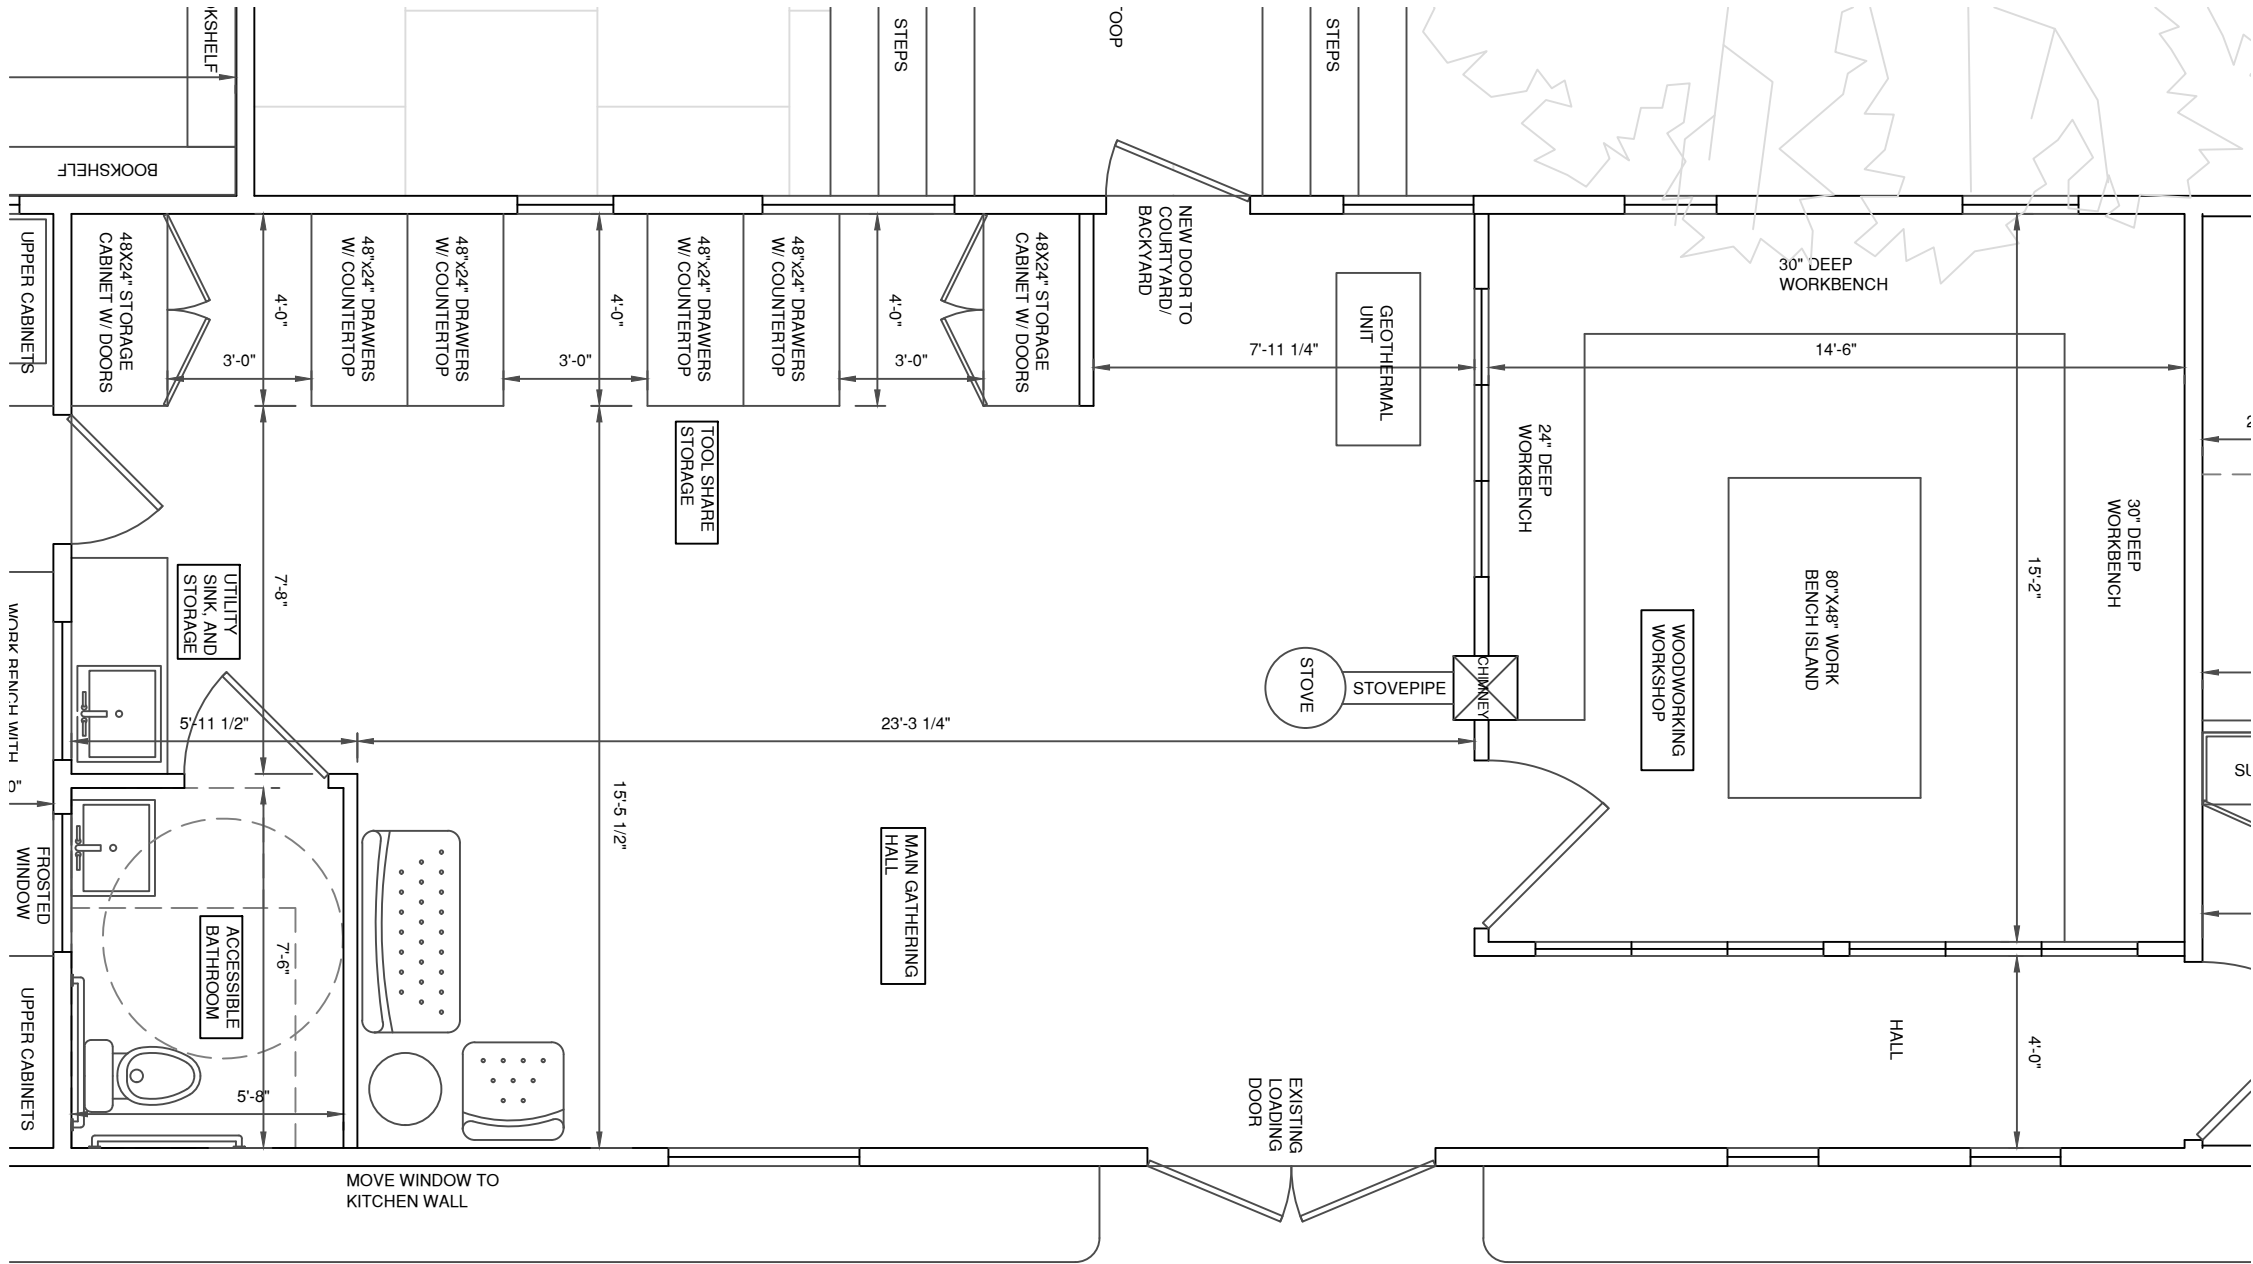 BOOKSHELF
STEPS
STEPS
UPPER CABINETS
48X24" STORAGE
CABINET W/ DOORS
4'-0"
3'-0"
48"x24" DRAWERS
W/ COUNTERTOP
48"x24" DRAWERS
W/ COUNTERTOP
4'-0"
3'-0"
48"x24" DRAWERS
W/ COUNTERTOP
48"x24" DRAWERS
W/ COUNTERTOP
4'-0"
3'-0"
48X24" STORAGE
CABINET W/ DOORS
NEW DOOR TO
COURTYARD/
BACKYARD
7'-11 1/4"
GEOTHERMAL
UNIT
30" DEEP
WORKBENCH
14'-6"
24" DEEP
WORKBENCH
30" DEEP
WORKBENCH
15'-2"
80"X48" WORK
BENCH ISLAND
WOODWORKING
WORKSHOP
TOOL SHARE
STORAGE
UTILITY
SINK, AND
STORAGE
7'-8"
WORK BENCH WITH
5'-11 1/2"
23'-3 1/4"
STOVE
STOVEPIPE
CHIMNEY
15'-5 1/2"
MAIN GATHERING
HALL
FROSTED
WINDOW
ACCESSIBLE
BATHROOM
7'-6"
5'-8"
UPPER CABINETS
HALL
4'-0"
EXISTING
LOADING
DOOR
MOVE WINDOW TO
KITCHEN WALL